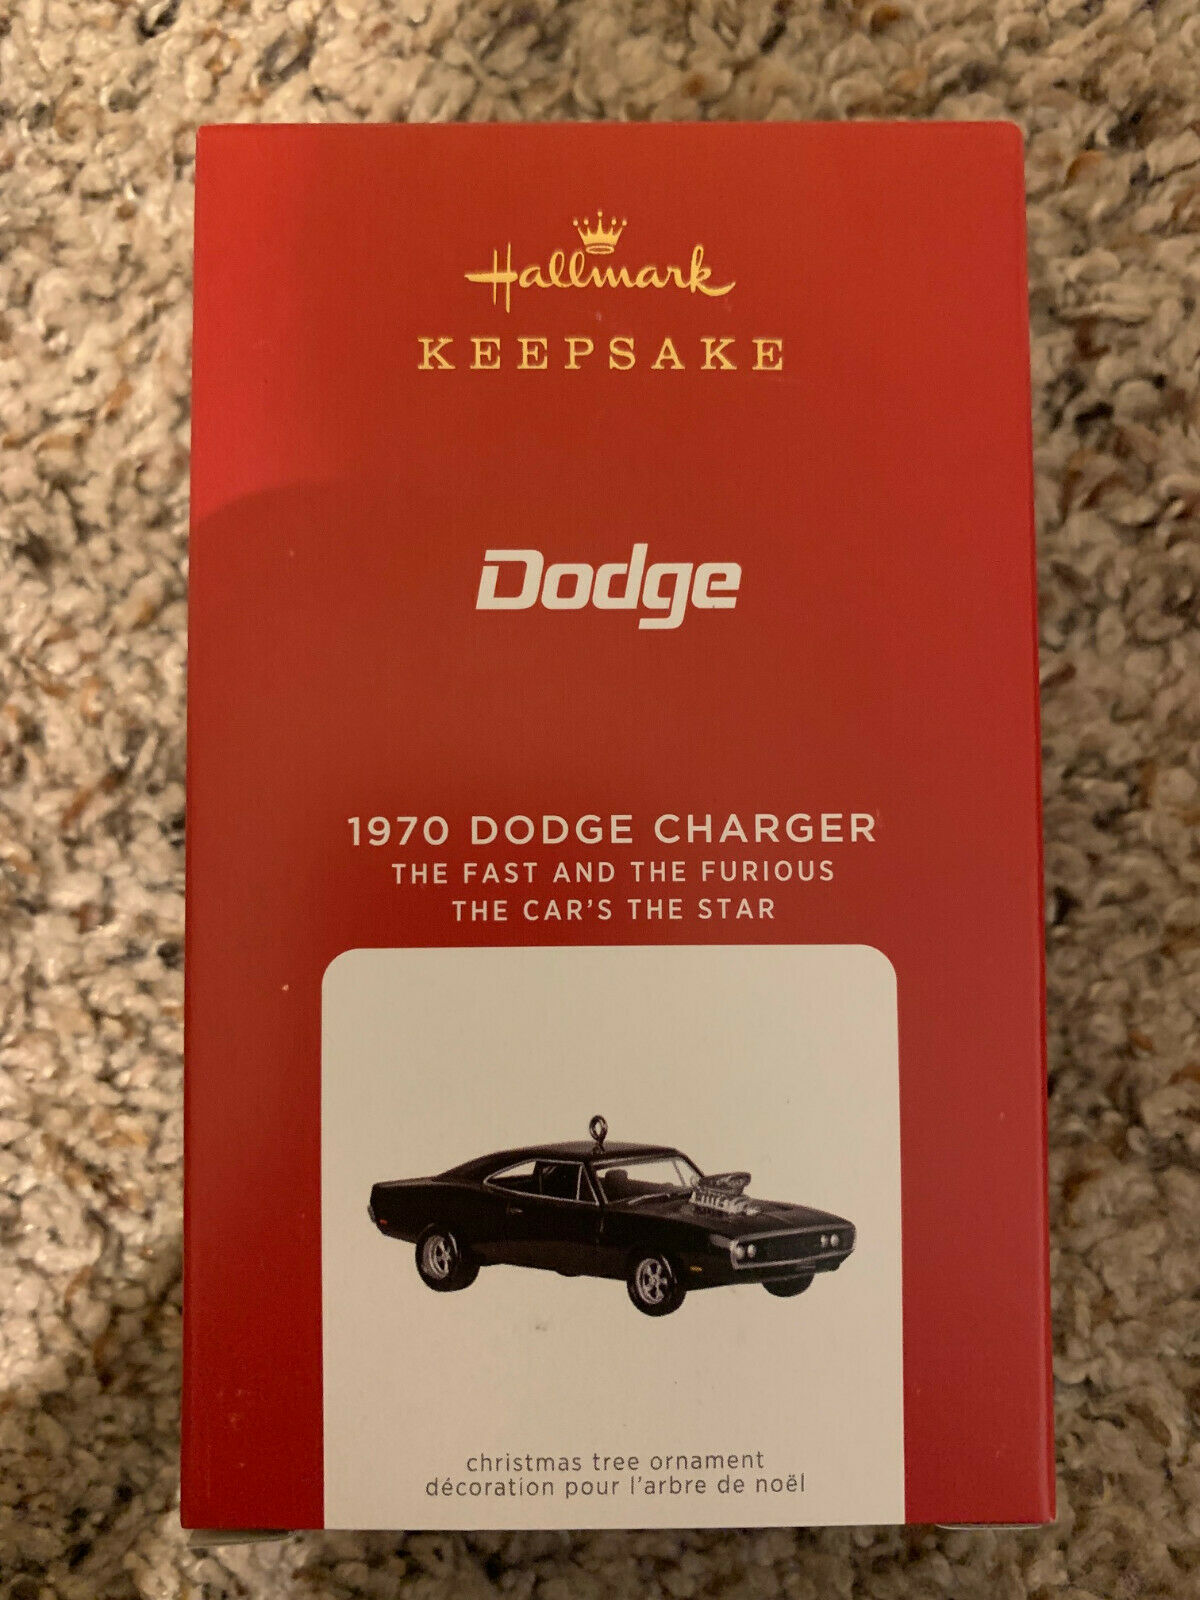 Hallmark
KEEPSAKE
Dodge
1970 DODGE CHARGER
THE FAST AND THE FURIOUS
THE CAR'S THE STAR
christmas tree ornament
décoration pour l'arbre de noël